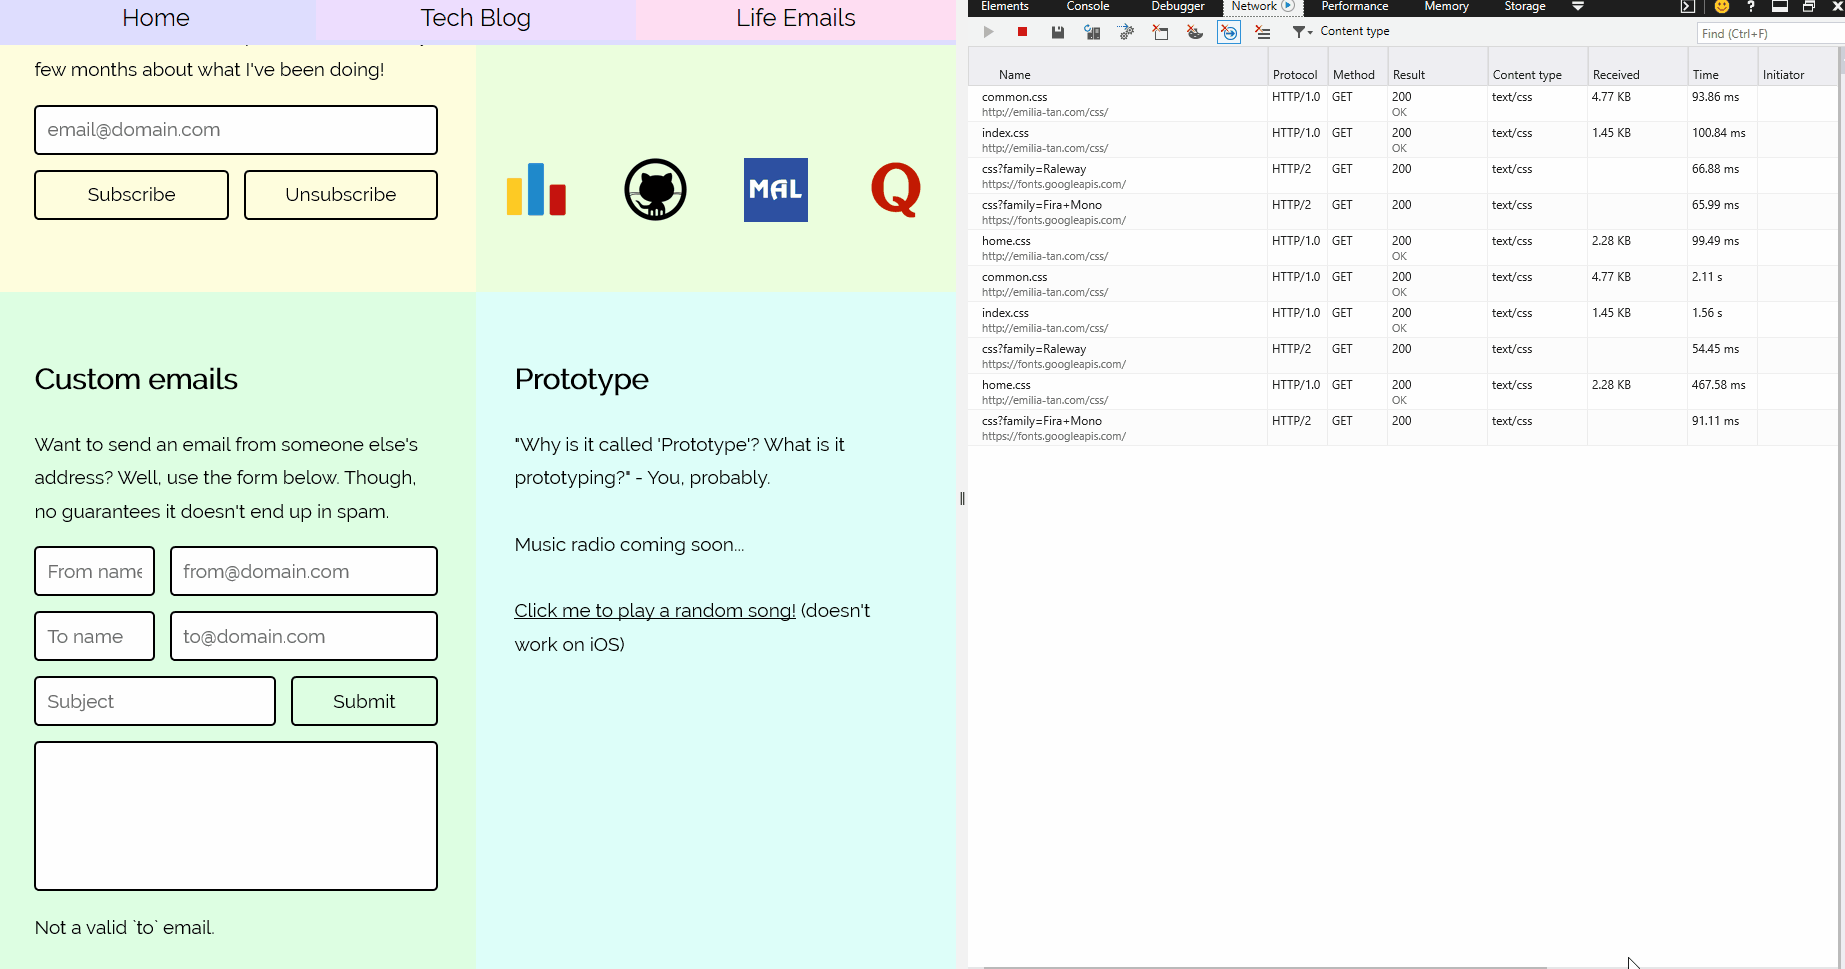 Home
Tech Blog
Life Emails
few months about what I've been doing!
email@domain.com
Subscribe
Unsubscribe
MAL
Q
Custom emails
Want to send an email from someone else's
address? Well, use the form below. Though,
no guarantees it doesn't end up in spam.
From name
from@domain.com
To name
to@domain.com
Subject
Submit
Not a valid `to` email.
Prototype
"Why is it called 'Prototype'? What is it
prototyping?" - You, probably.
Music radio coming soon...
Click me to play a random song! (doesn't
work on iOS)
Elements Console Debugger Network Performance Memory Storage
Content type
Find (Ctrl+F)
Name Protocol Method Result Content type Received Time Initiator
common.css HTTP/1.0 GET 200 text/css 4.77 KB 93.86 ms
http://emilia-tan.com/css/ OK
index.css HTTP/1.0 GET 200 text/css 1.45 KB 100.84 ms
http://emilia-tan.com/css/ OK
css?family=Raleway HTTP/2 GET 200 text/css 66.88 ms
https://fonts.googleapis.com/
css?family=Fira+Mono HTTP/2 GET 200 text/css 65.99 ms
https://fonts.googleapis.com/
home.css HTTP/1.0 GET 200 text/css 2.28 KB 99.49 ms
http://emilia-tan.com/css/ OK
common.css HTTP/1.0 GET 200 text/css 4.77 KB 2.11 s
http://emilia-tan.com/css/ OK
index.css HTTP/1.0 GET 200 text/css 1.45 KB 1.56 s
http://emilia-tan.com/css/ OK
css?family=Raleway HTTP/2 GET 200 text/css 54.45 ms
https://fonts.googleapis.com/
home.css HTTP/1.0 GET 200 text/css 2.28 KB 467.58 ms
http://emilia-tan.com/css/ OK
css?family=Fira+Mono HTTP/2 GET 200 text/css 91.11 ms
https://fonts.googleapis.com/